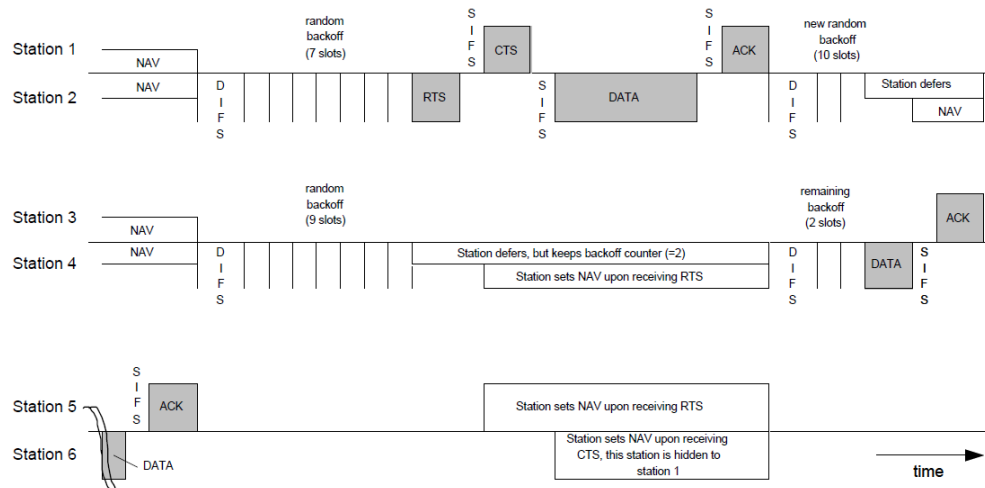 random
backoff
(7 slots)
S
I
F
S
S
I
F
S
new random
backoff
(10 slots)
Station 1
NAV
CTS
ACK
Station 2
NAV
D
I
F
S
RTS
S
I
F
S
DATA
D
I
F
S
Station defers
NAV
random
backoff
(9 slots)
remaining
backoff
(2 slots)
Station 3
NAV
ACK
Station 4
NAV
D
I
F
S
Station defers, but keeps backoff counter (=2)
Station sets NAV upon receiving RTS
D
I
F
S
DATA
S
I
F
S
S
I
F
S
Station 5
ACK
Station sets NAV upon receiving RTS
Station 6
DATA
Station sets NAV upon receiving
CTS, this station is hidden to
station 1
time